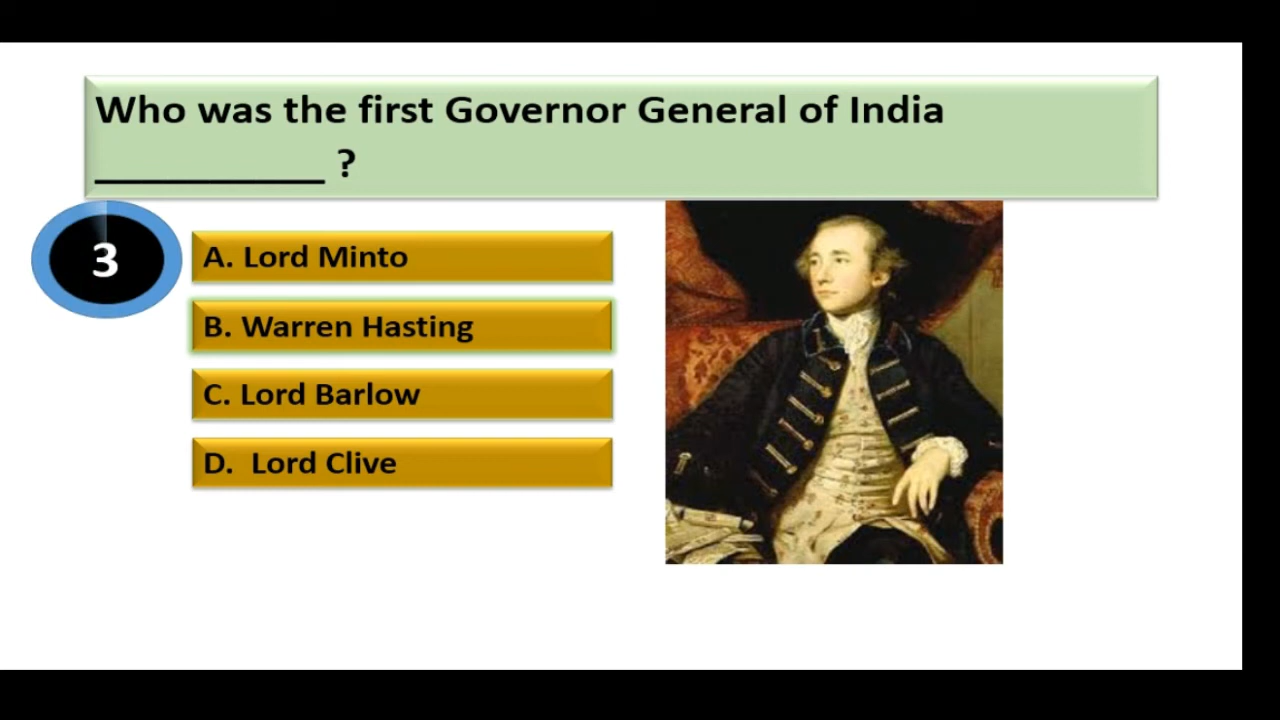 Who was the first Governor General of India
___________ ?
3
A. Lord Minto
B. Warren Hasting
C. Lord Barlow
D.  Lord Clive